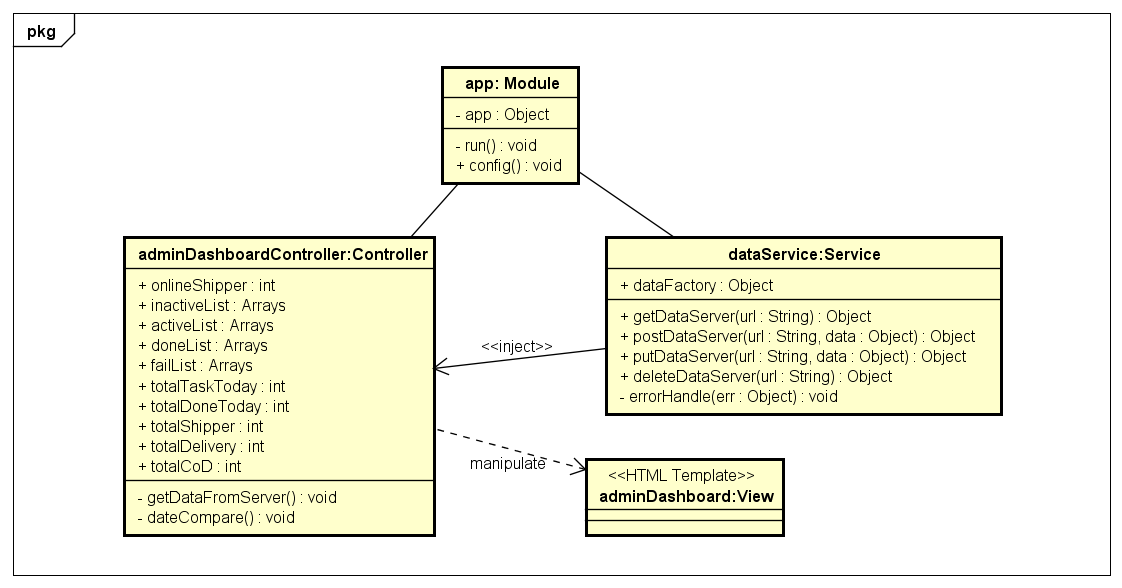 pkg
app: Module
- app : Object
- run() : void
+ config() : void
adminDashboardController:Controller
+ onlineShipper : int
+ inactiveList : Arrays
+ activeList : Arrays
+ doneList : Arrays
+ failList : Arrays
+ totalTaskToday : int
+ totalDoneToday : int
+ totalShipper : int
+ totalDelivery : int
+ totalCoD : int
- getDataFromServer() : void
- dateCompare() : void
dataService:Service
+ dataFactory : Object
+ getDataServer(url : String) : Object
+ postDataServer(url : String, data : Object) : Object
+ putDataServer(url : String, data : Object) : Object
+ deleteDataServer(url : String) : Object
- errorHandle(err : Object) : void
<<inject>>
manipulate
<<HTML Template>>
adminDashboard:View